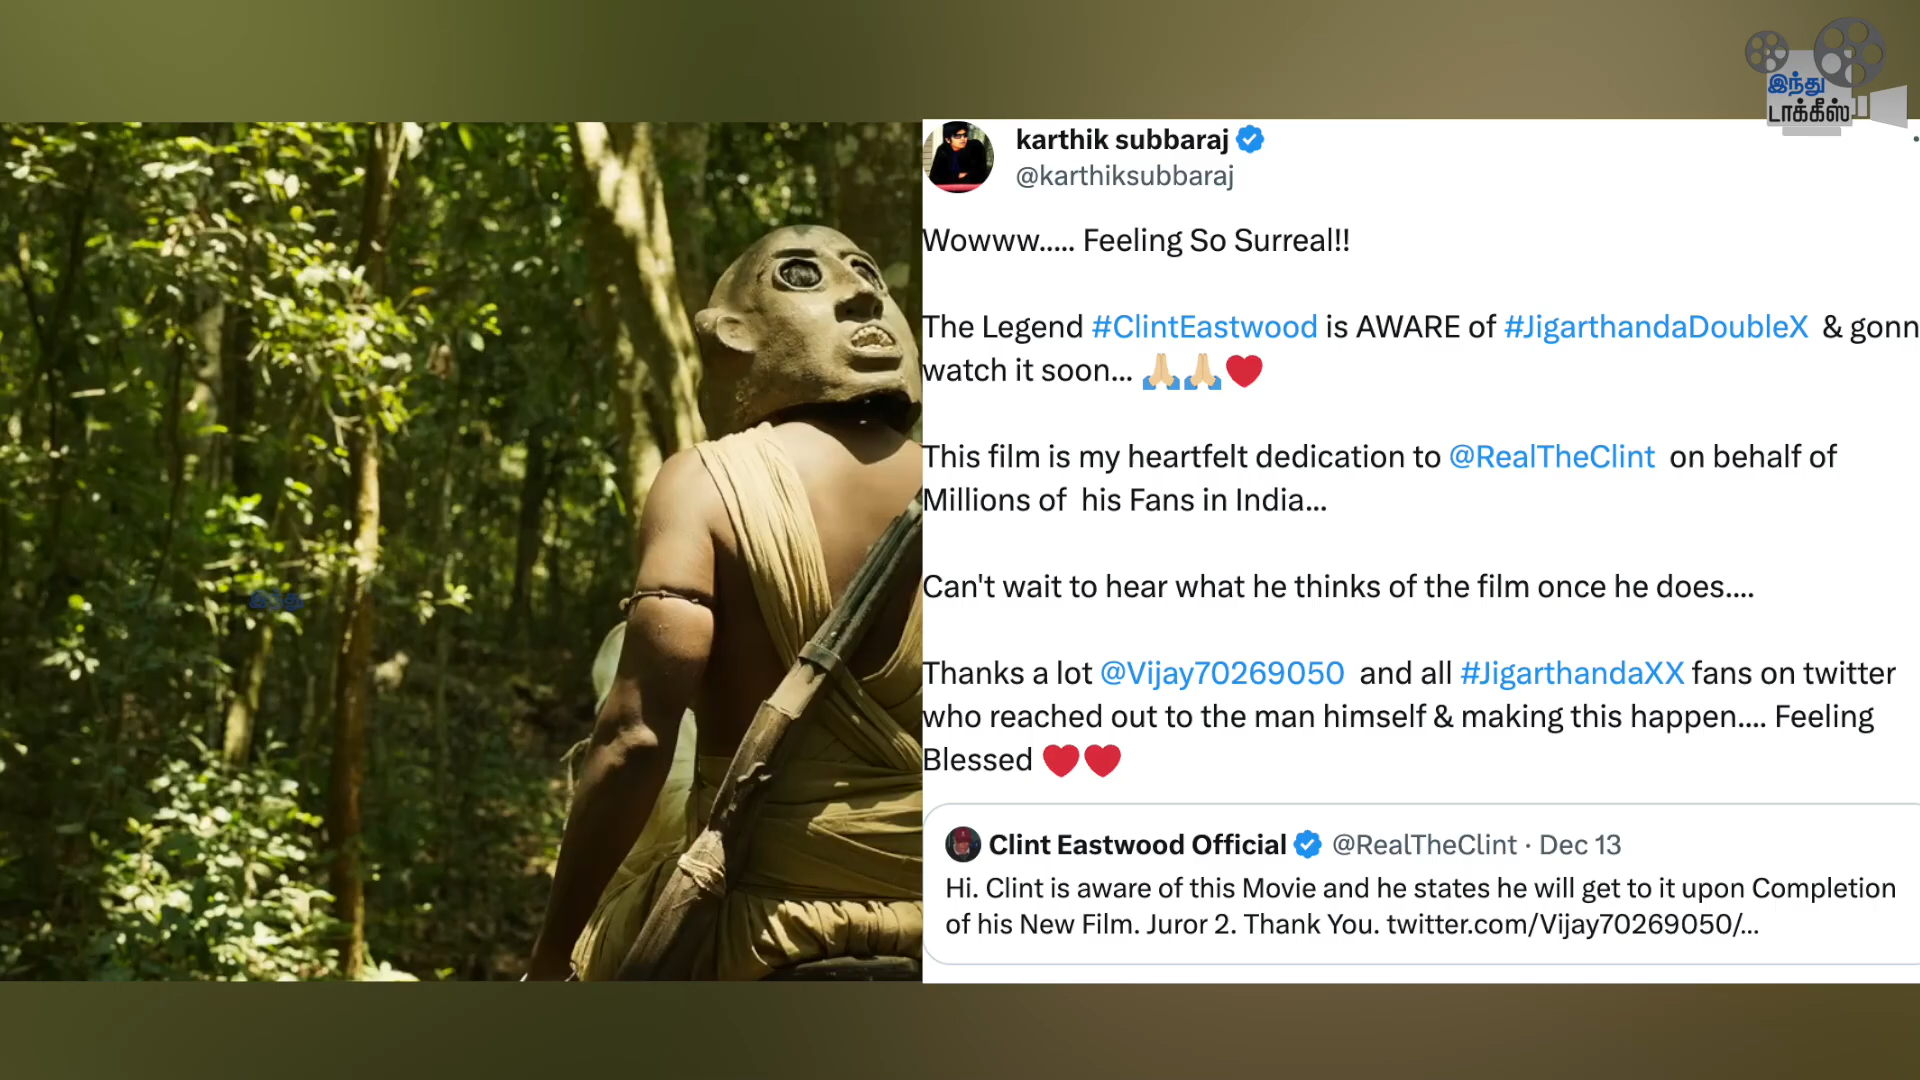 இந்து
டாக்கீஸ்
karthik subbaraj
@karthiksubbaraj
Wowww..... Feeling So Surreal!!
The Legend #ClintEastwood is AWARE of #JigarthandaDoubleX & gonn
watch it soon... 🙏🏼🙏🏼❤️
This film is my heartfelt dedication to @RealTheClint on behalf of
Millions of his Fans in India...
Can't wait to hear what he thinks of the film once he does....
Thanks a lot @Vijay70269050 and all #JigarthandaXX fans on twitter
who reached out to the man himself & making this happen.... Feeling
Blessed ❤️❤️
Clint Eastwood Official @RealTheClint · Dec 13
Hi. Clint is aware of this Movie and he states he will get to it upon Completion
of his New Film. Juror 2. Thank You. twitter.com/Vijay70269050/...
இந்து